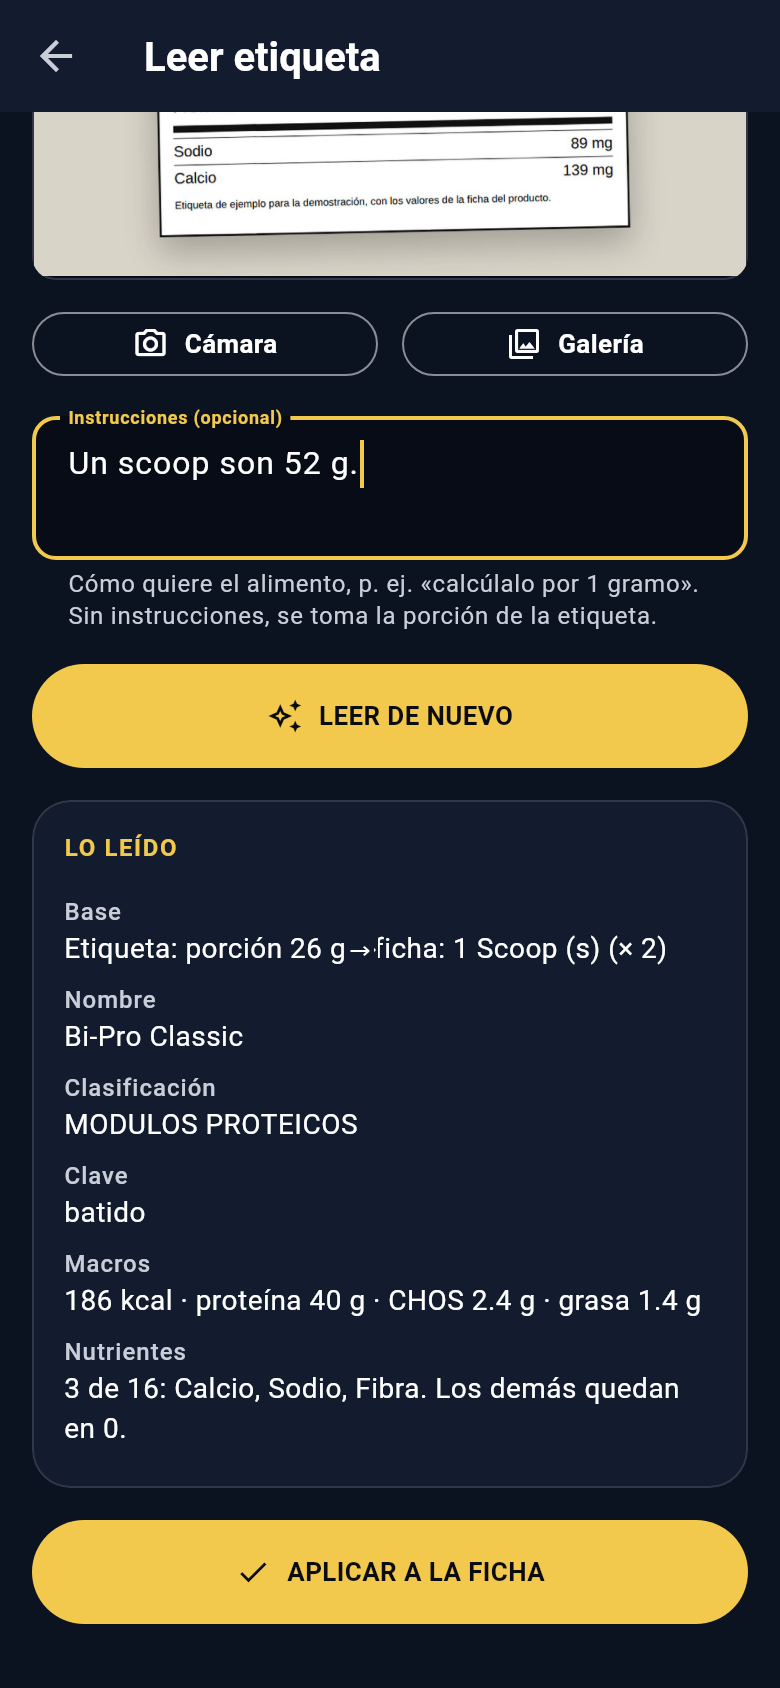 Leer etiqueta
Sodio 89 mg
Calcio 139 mg
Etiqueta de ejemplo para la demostración, con los valores de la ficha del producto.
Cámara Galería
Instrucciones (opcional)
Un scoop son 52 g.
Cómo quiere el alimento, p. ej. «calcúlalo por 1 gramo».
Sin instrucciones, se toma la porción de la etiqueta.
LEER DE NUEVO
LO LEÍDO
Base
Etiqueta: porción 26 g → ficha: 1 Scoop (s) (× 2)
Nombre
Bi-Pro Classic
Clasificación
MODULOS PROTEICOS
Clave
batido
Macros
186 kcal · proteína 40 g · CHOS 2.4 g · grasa 1.4 g
Nutrientes
3 de 16: Calcio, Sodio, Fibra. Los demás quedan
en 0.
APLICAR A LA FICHA